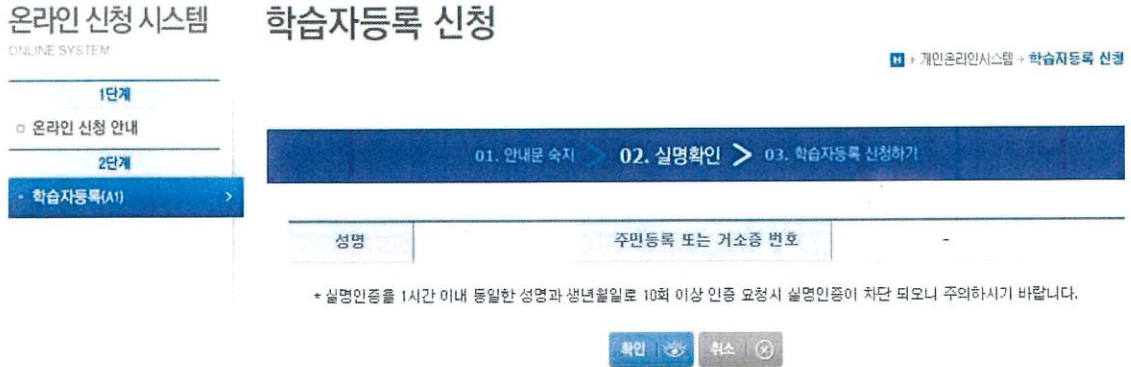 온라인 신청 시스템
ONLINE SYSTEM
1단계
온라인 신청 안내
2단계
- 학습자등록(A1) >
학습자등록 신청
H > 개인온라인시스템 > 학습자등록 신청
01. 안내문 숙지 > 02. 실명확인 > 03. 학습자등록 신청하기
성명 주민등록 또는 거소증 번호 -
* 실명인증을 1시간 이내 동일한 성명과 생년월일로 10회 이상 인증 요청시 실명인증이 차단 되오니 주의하시기 바랍니다.
확인 취소